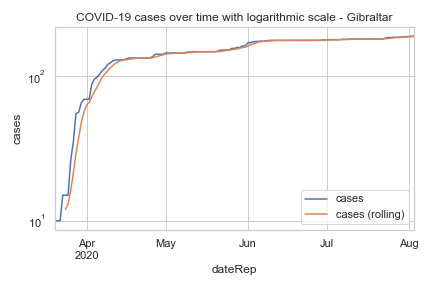 COVID-19 cases over time with logarithmic scale - Gibraltar
10²
10¹
cases
cases
cases (rolling)
Apr
2020
May
Jun
Jul
Aug
dateRep